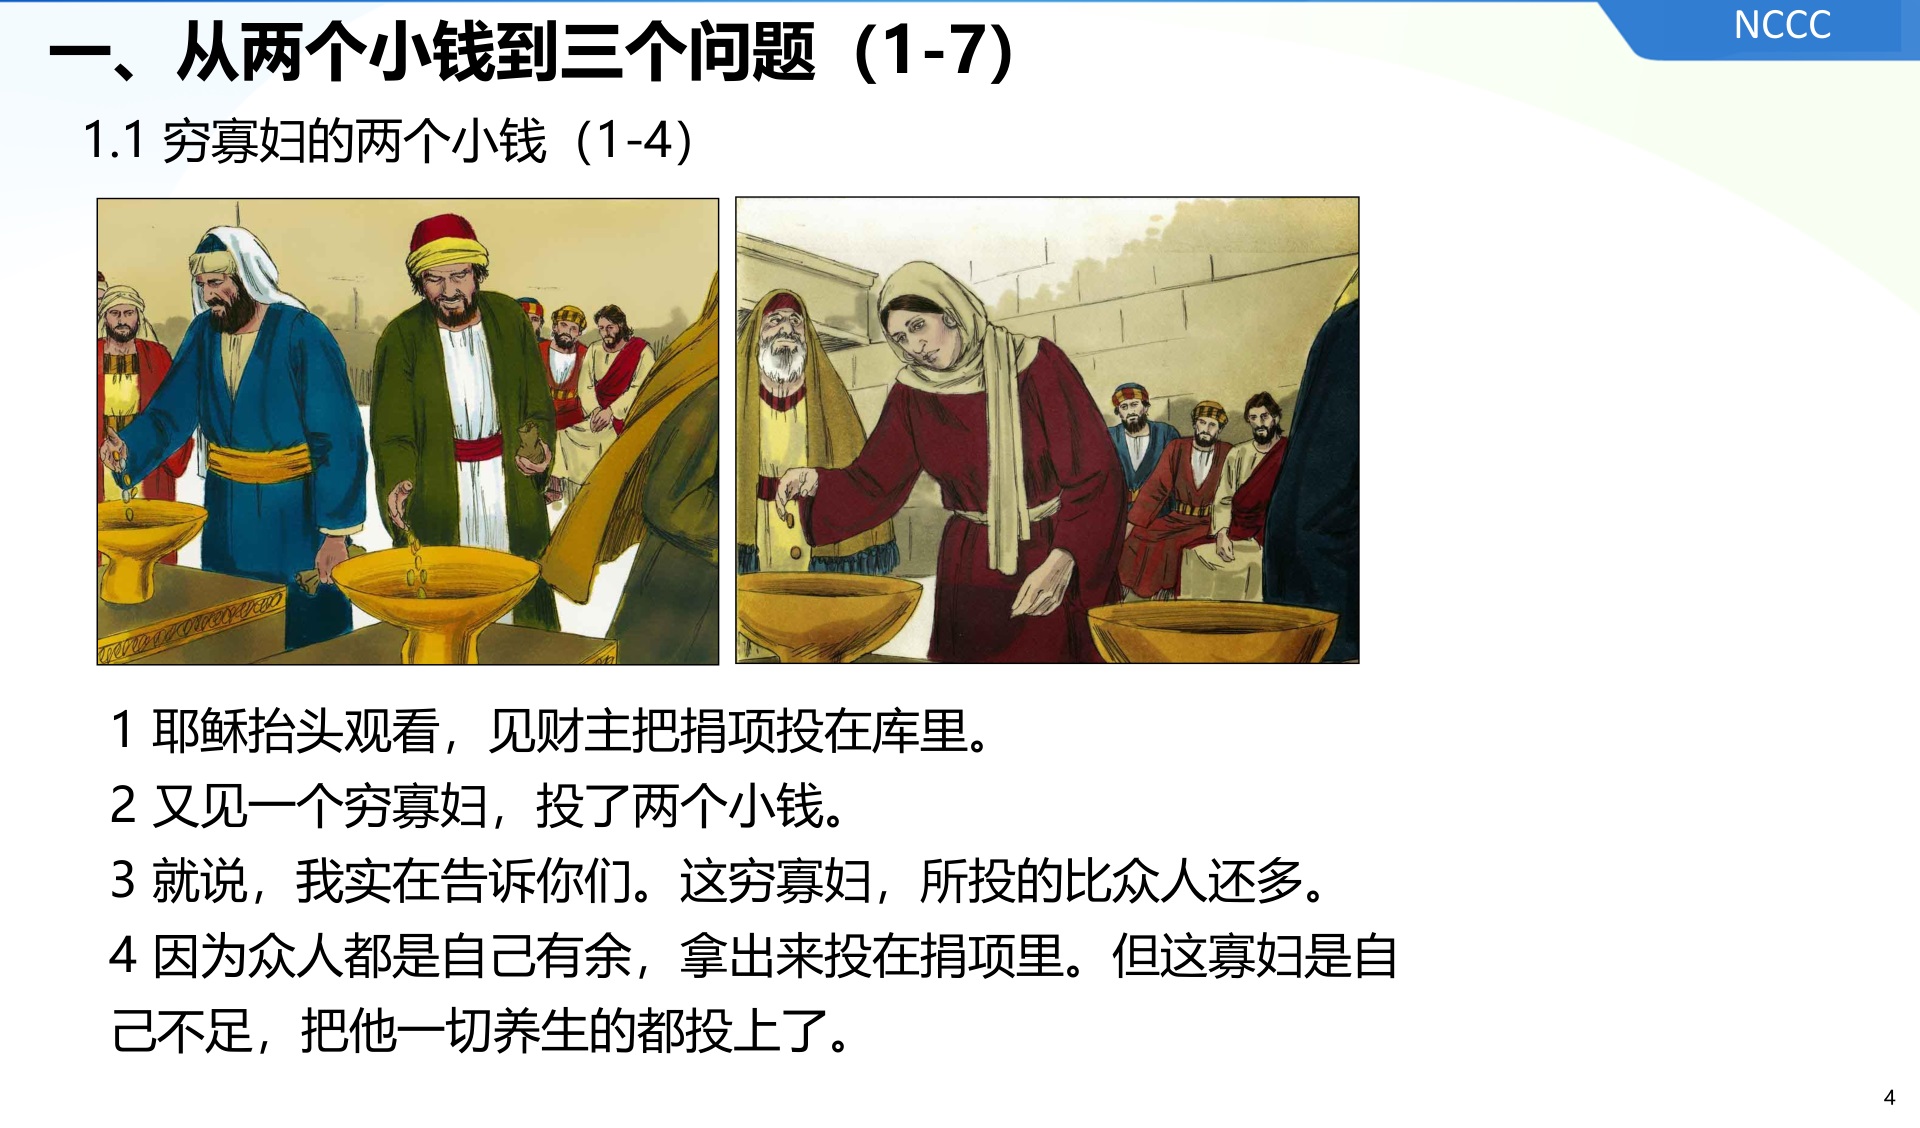 NCCC
一、从两个小钱到三个问题（1-7）
1.1 穷寡妇的两个小钱（1-4）
1 耶稣抬头观看，见财主把捐项投在库里。
2 又见一个穷寡妇，投了两个小钱。
3 就说，我实在告诉你们。这穷寡妇，所投的比众人还多。
4 因为众人都是自己有余，拿出来投在捐项里。但这寡妇是自
己不足，把他一切养生的都投上了。
4